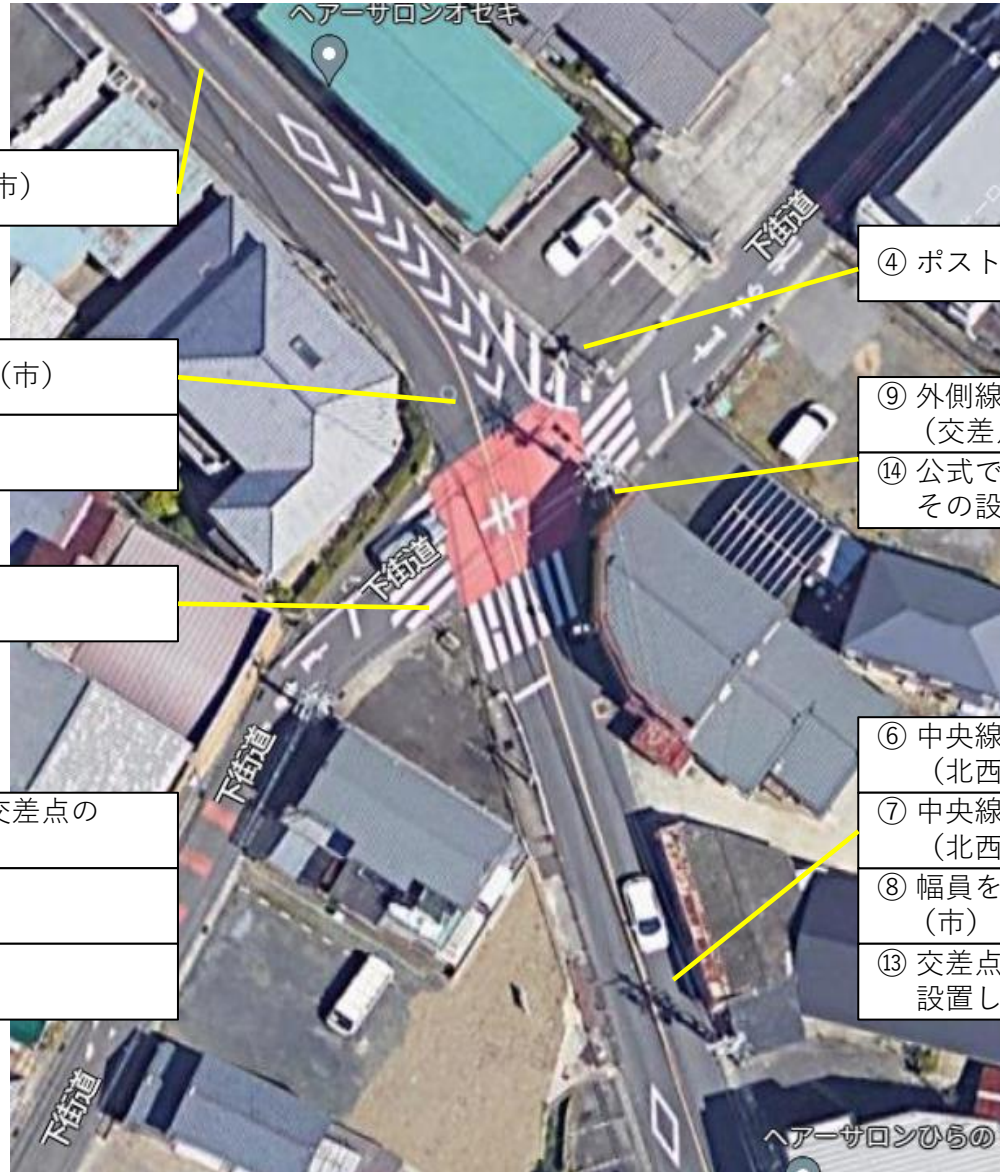 ヘアーサロンオセキ
市）
下街道
④ ポスト
（市）
⑨ 外側線
（交差
⑭ 公式で
その設
下街道
下街道
交差点の
⑥ 中央線
（北西
⑦ 中央線
（北西
⑧ 幅員を
（市）
⑬ 交差点
設置し
下街道
ヘアーサロンひらの